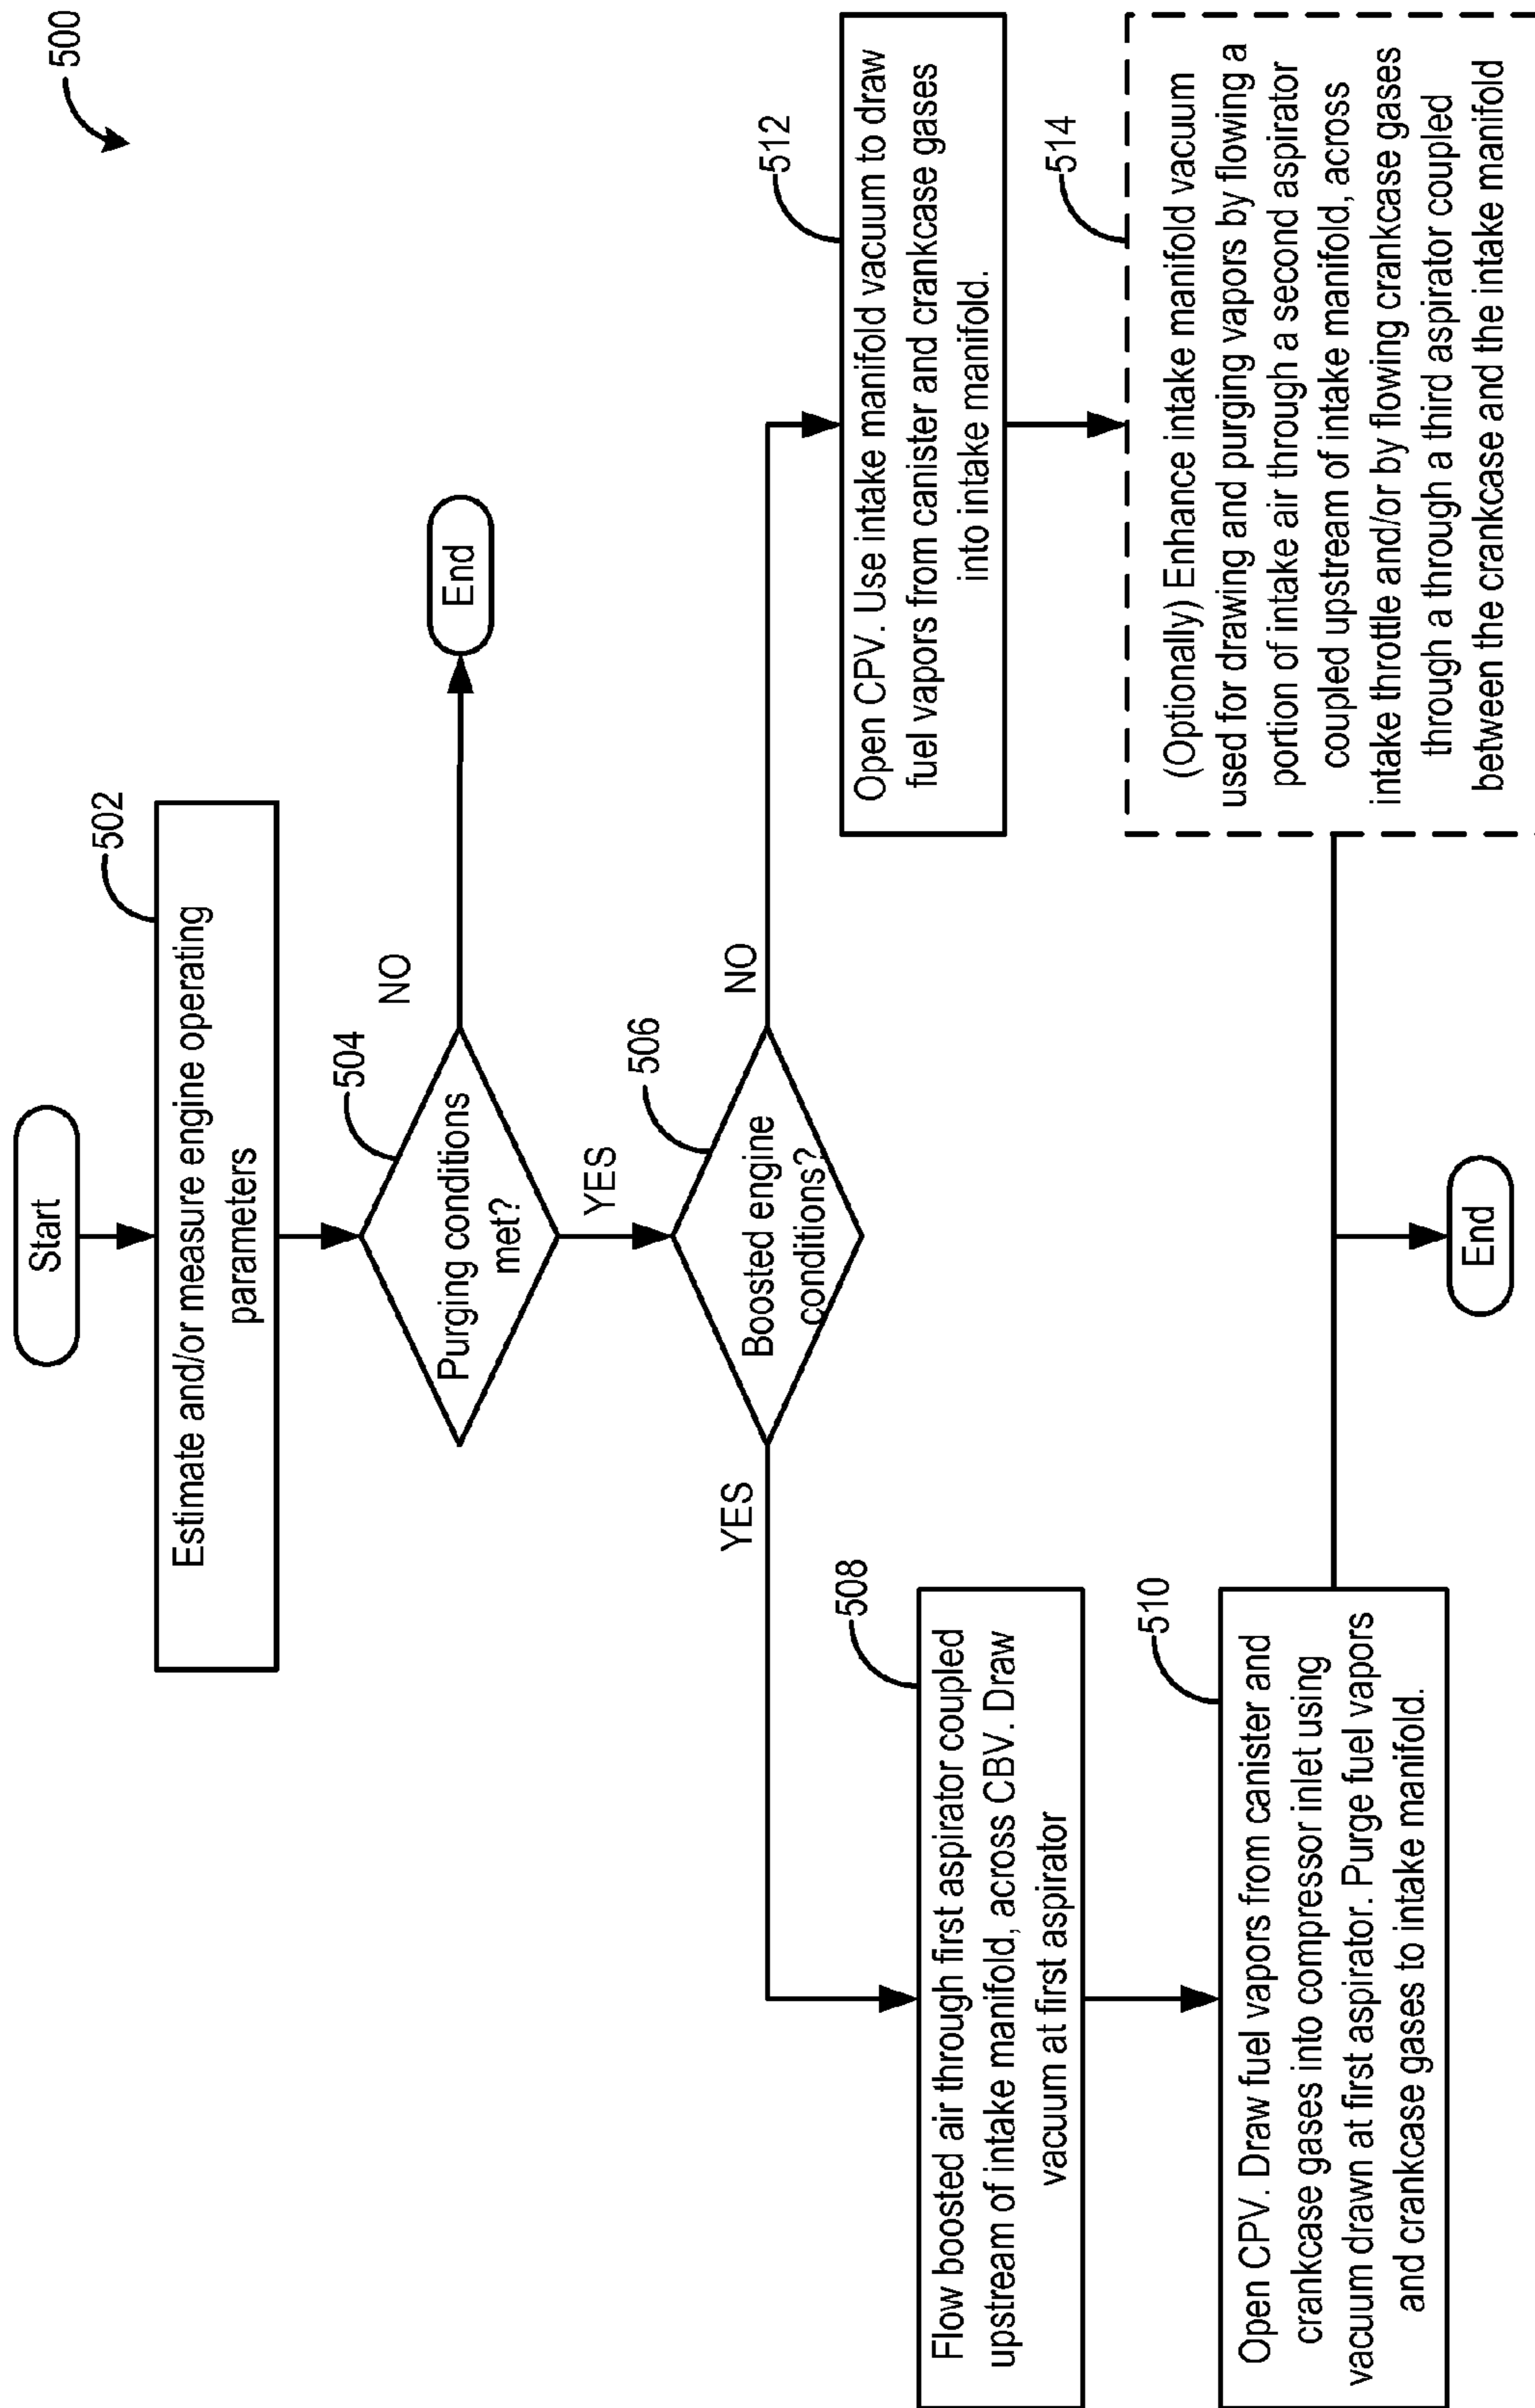 500
Start
502
Estimate and/or measure engine operating
parameters
504
Purging conditions
met?
NO
End
YES
506
Boosted engine
conditions?
YES
NO
508
Flow boosted air through first aspirator coupled
upstream of intake manifold, across CBV. Draw
vacuum at first aspirator
510
Open CPV. Draw fuel vapors from canister and
crankcase gases into compressor inlet using
vacuum drawn at first aspirator. Purge fuel vapors
and crankcase gases to intake manifold.
512
Open CPV. Use intake manifold vacuum to draw
fuel vapors from canister and crankcase gases
into intake manifold.
514
(Optionally) Enhance intake manifold vacuum
used for drawing and purging vapors by flowing a
portion of intake air through a second aspirator
coupled upstream of intake manifold, across
intake throttle and/or by flowing crankcase gases
through a through a third aspirator coupled
between the crankcase and the intake manifold
End